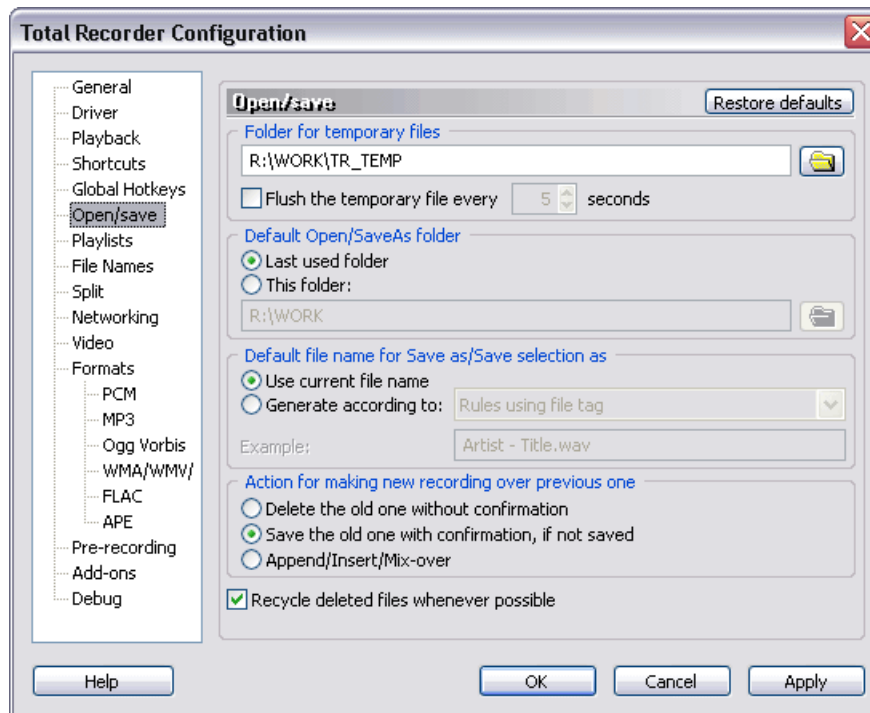 Total Recorder Configuration
General
Driver
Playback
Shortcuts
Global Hotkeys
Open/save
Playlists
File Names
Split
Networking
Video
Formats
PCM
MP3
Ogg Vorbis
WMA/WMV/
FLAC
APE
Pre-recording
Add-ons
Debug
Open/save
Restore defaults
Folder for temporary files
R:\WORK\TR_TEMP
Flush the temporary file every 5 seconds
Default Open/SaveAs folder
Last used folder
This folder:
R:\WORK
Default file name for Save as/Save selection as
Use current file name
Generate according to: Rules using file tag
Example: Artist - Title.wav
Action for making new recording over previous one
Delete the old one without confirmation
Save the old one with confirmation, if not saved
Append/Insert/Mix-over
Recycle deleted files whenever possible
Help OK Cancel Apply